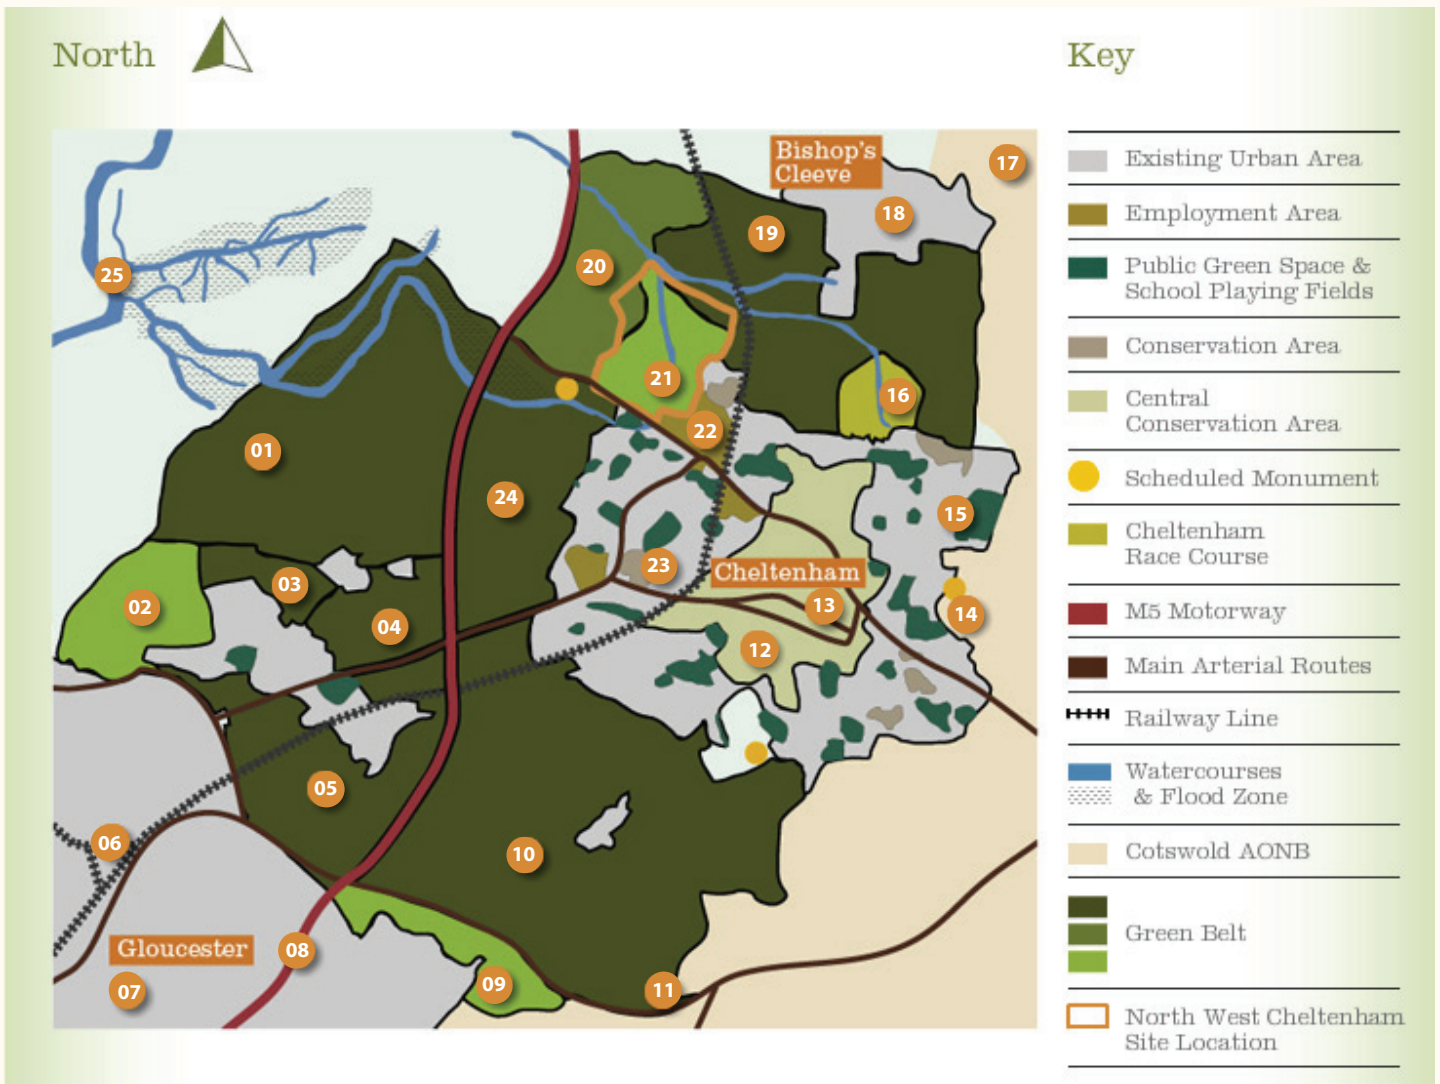 North
Key
Bishop's
Cleeve
17
18
19
20
25
21
16
22
01
24
15
23
Cheltenham
03
02
13
14
04
12
05
06
10
Gloucester
08
09
11
07
Existing Urban Area
Employment Area
Public Green Space &
School Playing Fields
Conservation Area
Central
Conservation Area
Scheduled Monument
Cheltenham
Race Course
M5 Motorway
Main Arterial Routes
Railway Line
Watercourses
& Flood Zone
Cotswold AONB
Green Belt
North West Cheltenham
Site Location